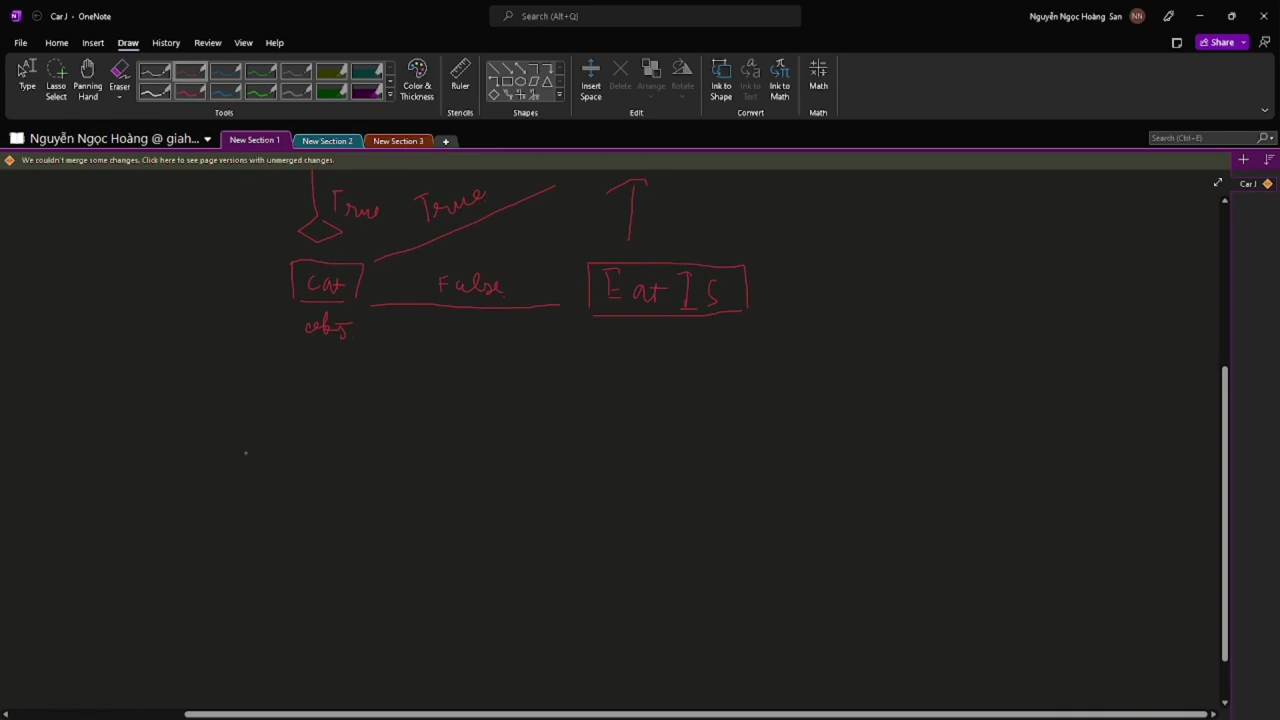 Car J - OneNote
Search (Alt+Q)
Nguyễn Ngọc Hoàng San
NN
File Home Insert Draw History Review View Help
Share
Type
Lasso Select
Panning Hand
Eraser
Color & Thickness
Ruler
Insert Space
Delete
Arrange
Rotate
Ink to Shape
Ink to Text
Ink to Math
Math
Tools
Stencils
Shapes
Edit
Convert
Math
Nguyễn Ngọc Hoàng @ giah...
New Section 1
New Section 2
New Section 3
+
Search (Ctrl+E)
We couldn't merge some changes. Click here to see page versions with unmerged changes.
Car J
True True
Cat False Eat I s
obj